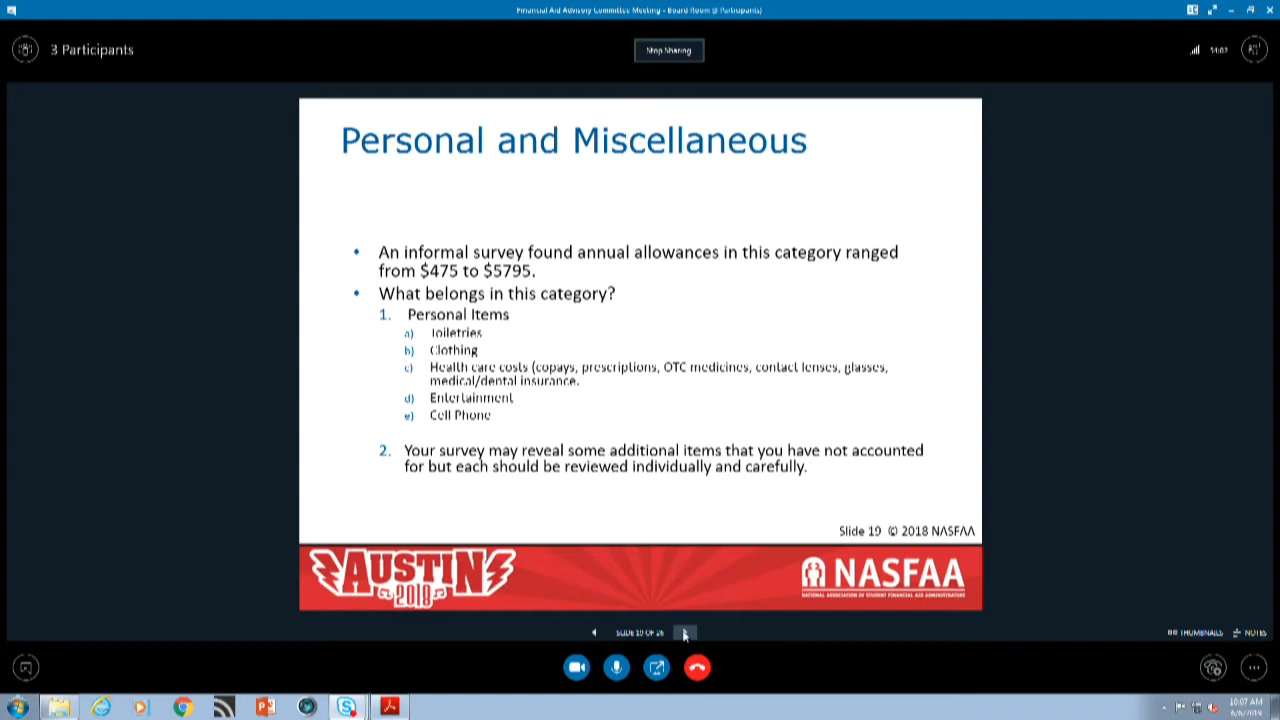 Financial Aid Advisory Committee Meeting - Board Room (3 Participants)
3 Participants
Stop Sharing
54:02
Personal and Miscellaneous
• An informal survey found annual allowances in this category ranged
from $475 to $5795.
• What belongs in this category?
1. Personal Items
a) Toiletries
b) Clothing
c) Health care costs (copays, prescriptions, OTC medicines, contact lenses, glasses,
medical/dental insurance.
d) Entertainment
e) Cell Phone
2. Your survey may reveal some additional items that you have not accounted
for but each should be reviewed individually and carefully.
Slide 19 © 2018 NASFAA
AUSTIN
2018
NASFAA
NATIONAL ASSOCIATION OF STUDENT FINANCIAL AID ADMINISTRATORS
SLIDE 19 OF 26
THUMBNAILS
NOTES
10:07 AM
6/6/2019